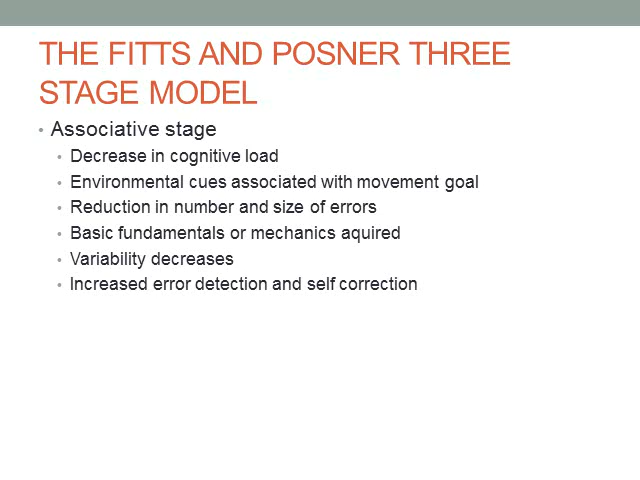 THE FITTS AND POSNER THREE
STAGE MODEL
• Associative stage
• Decrease in cognitive load
• Environmental cues associated with movement goal
• Reduction in number and size of errors
• Basic fundamentals or mechanics aquired
• Variability decreases
• Increased error detection and self correction